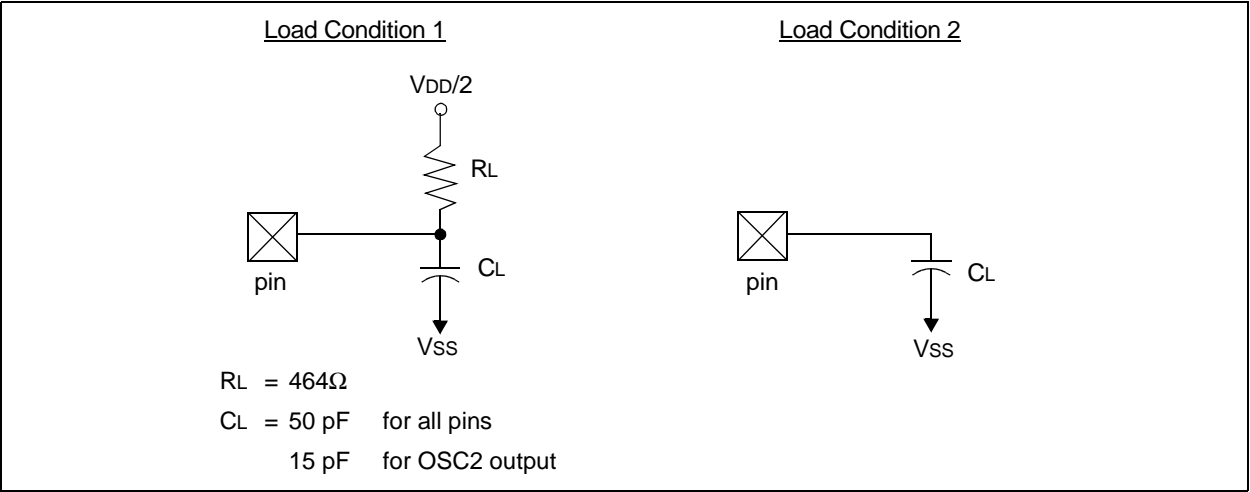 Load Condition 1
VDD/2
RL
pin
CL
VSS
RL = 464Ω
CL = 50 pF for all pins
15 pF for OSC2 output
Load Condition 2
pin
CL
VSS